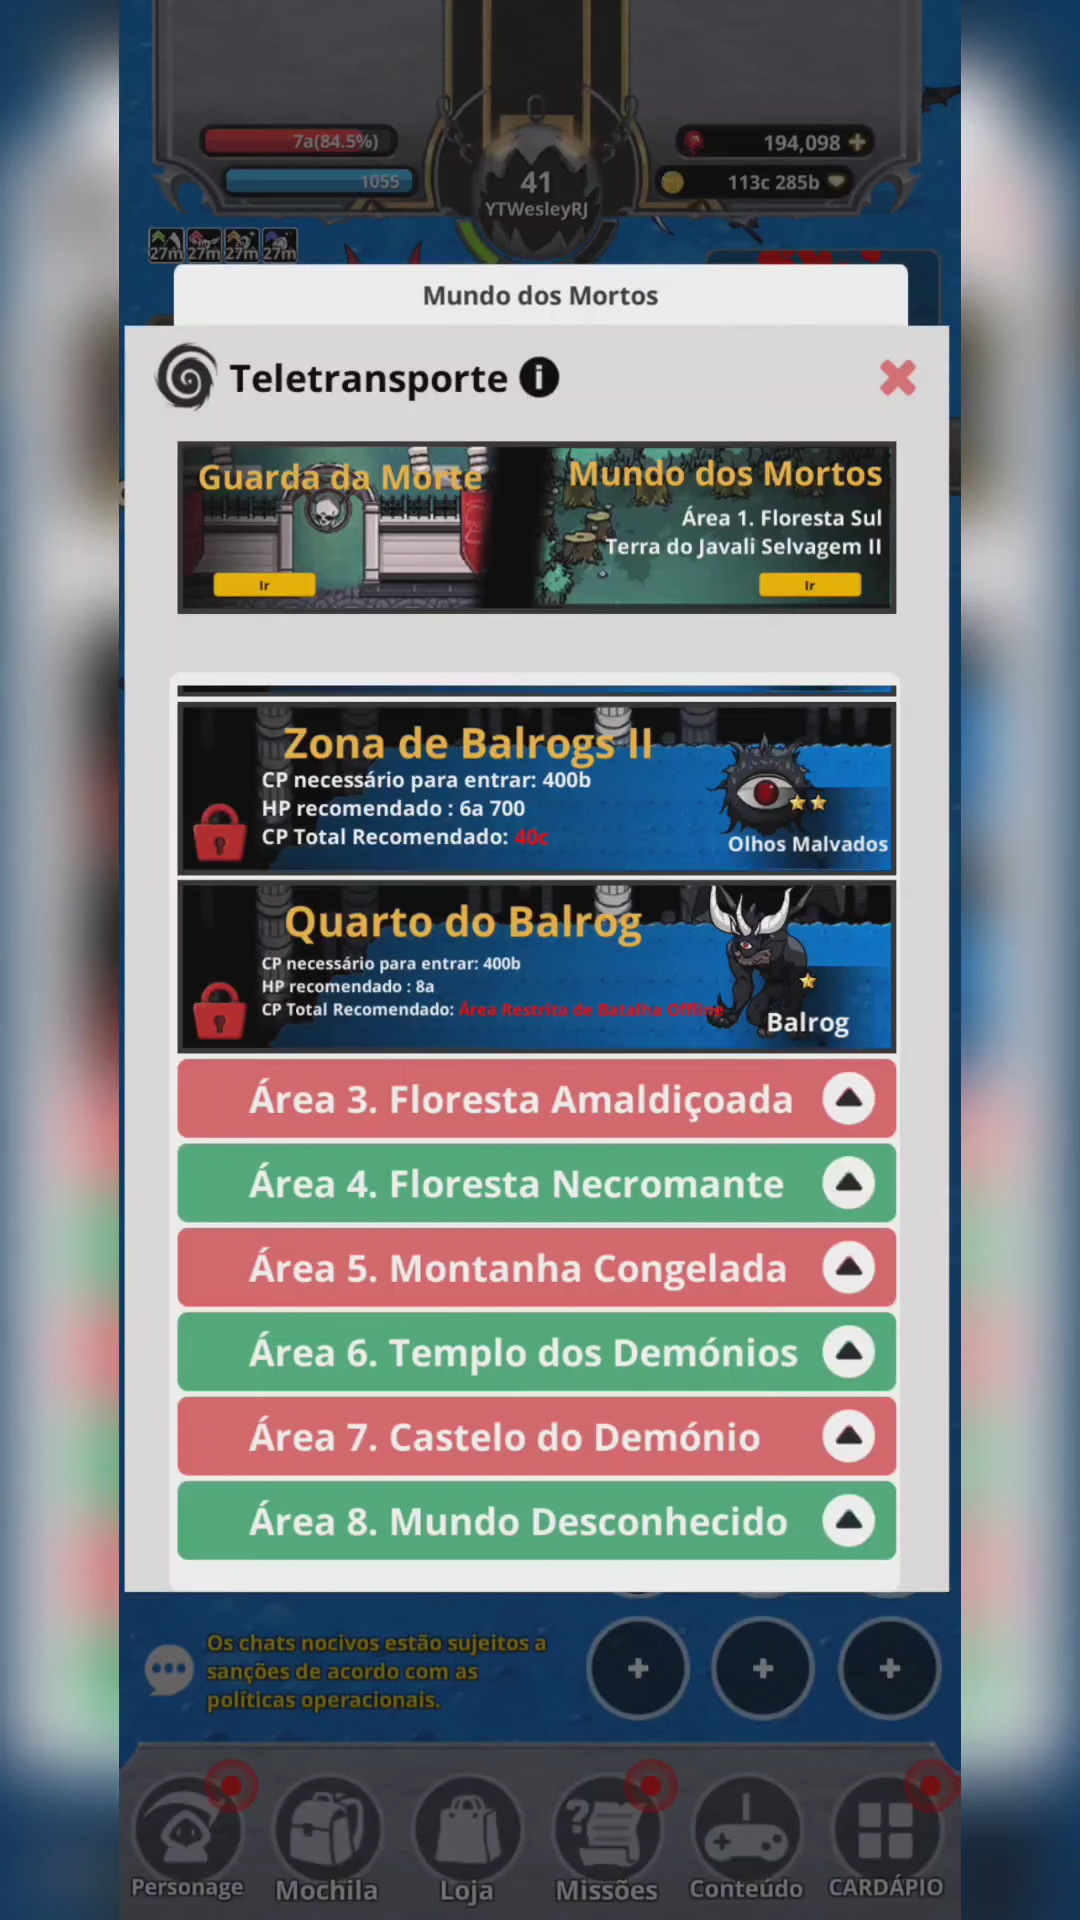 7a(84.5%)
194,098
1055
41
113c 285b
YTWesleyRJ
27m 27m 27m 27m
Mundo dos Mortos
Teletransporte
Guarda da Morte
Mundo dos Mortos
Área 1. Floresta Sul
Terra do Javali Selvagem II
Ir
Ir
Zona de Balrogs II
CP necessário para entrar: 400b
HP recomendado : 6a 700
CP Total Recomendado: 40c
Olhos Malvados
Quarto do Balrog
CP necessário para entrar: 400b
HP recomendado : 8a
CP Total Recomendado: Área Restrita de Batalha Offline
Balrog
Área 3. Floresta Amaldiçoada
Área 4. Floresta Necromante
Área 5. Montanha Congelada
Área 6. Templo dos Demónios
Área 7. Castelo do Demónio
Área 8. Mundo Desconhecido
Os chats nocivos estão sujeitos a
sanções de acordo com as
políticas operacionais.
Personage
Mochila
Loja
Missões
Conteúdo
CARDÁPIO